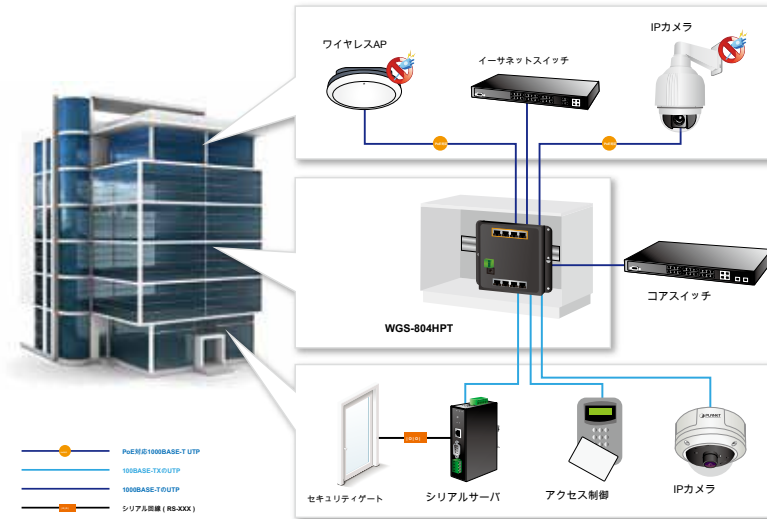 ワイヤレスAP
イーサネットスイッチ
IPカメラ
WGS-804HPT
コアスイッチ
セキュリティゲート
シリアルサーバ
アクセス制御
PLANET
IPカメラ
PoE対応1000BASE-T UTP
100BASE-TXのUTP
1000BASE-TのUTP
シリアル回線 ( RS-XXX )